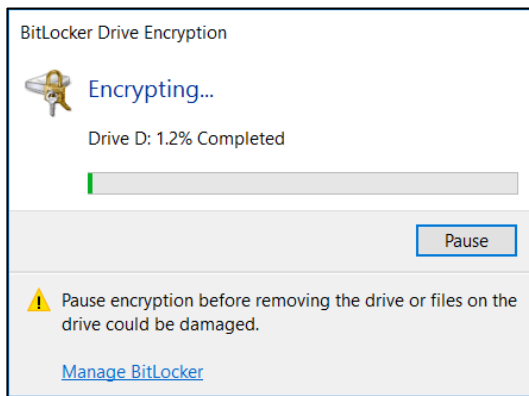 BitLocker Drive Encryption
Encrypting...
Drive D: 1.2% Completed
Pause
Pause encryption before removing the drive or files on the
drive could be damaged.
Manage BitLocker